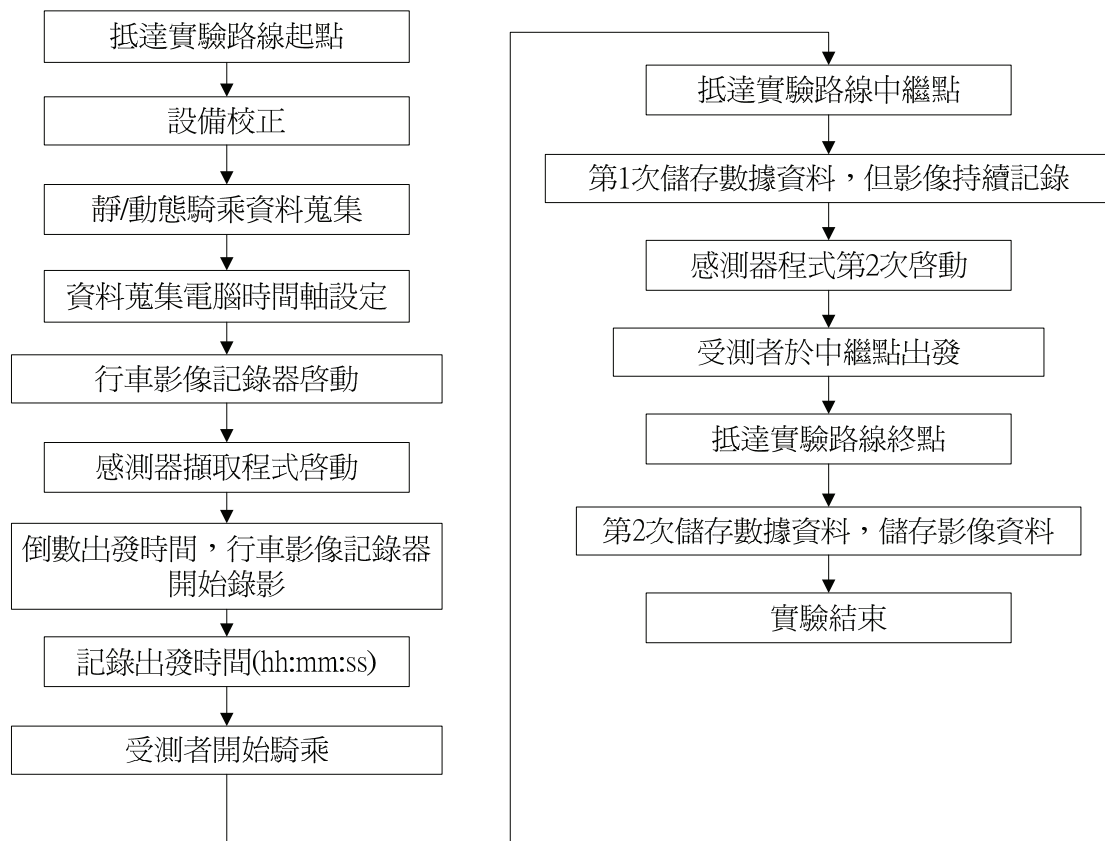 抵達實驗路線起點
設備校正
靜/動態騎乘資料蒐集
資料蒐集電腦時間軸設定
行車影像記錄器啓動
感測器擷取程式啓動
倒數出發時間，行車影像記錄器
開始錄影
記錄出發時間(hh:mm:ss)
受測者開始騎乘
抵達實驗路線中繼點
第1次儲存數據資料，但影像持續記錄
感測器程式第2次啓動
受測者於中繼點出發
抵達實驗路線終點
第2次儲存數據資料，儲存影像資料
實驗結束